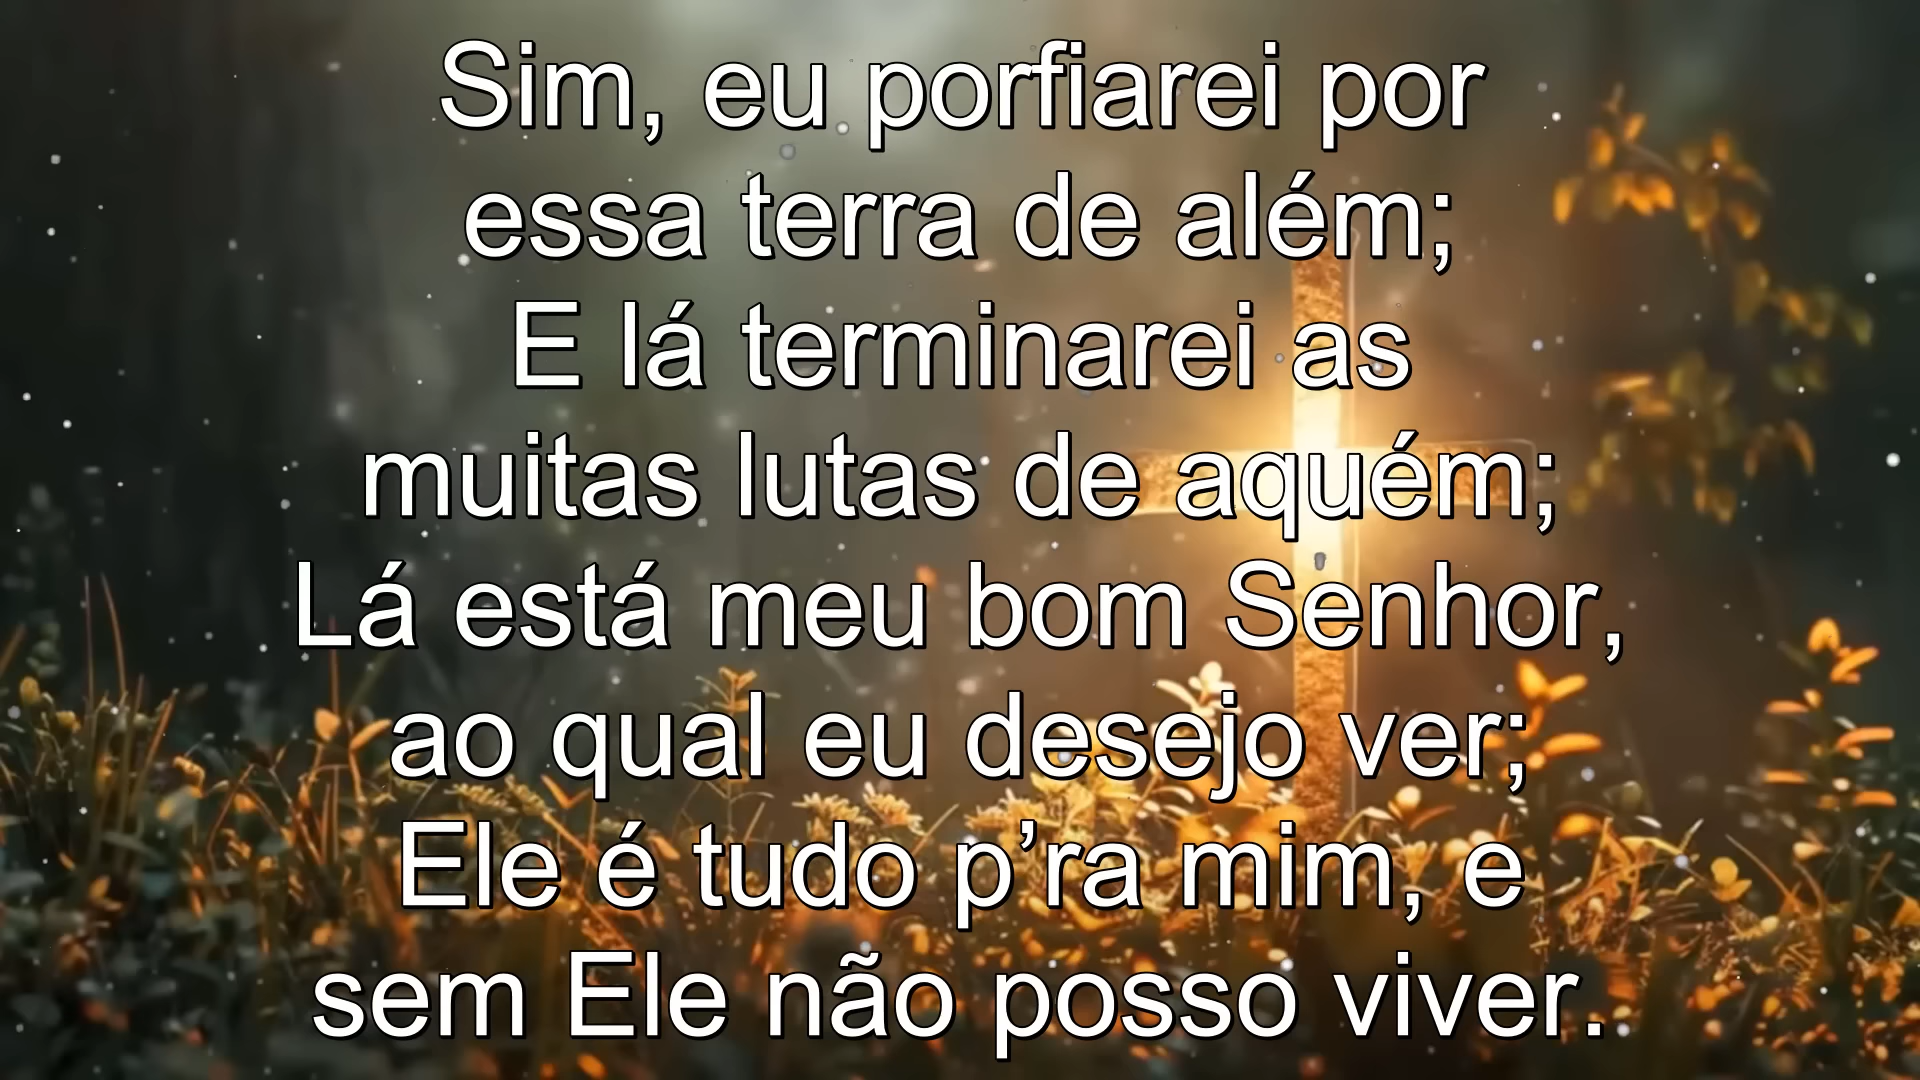 Sim, eu porfiarei por
essa terra de além;
E lá terminarei as
muitas lutas de aquém;
Lá está meu bom Senhor,
ao qual eu desejo ver;
Ele é tudo p’ra mim, e
sem Ele não posso viver.